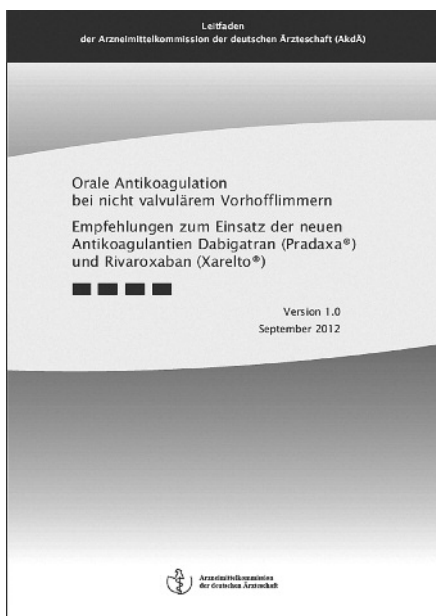 Leitfaden
der Arzneimittelkommission der deutschen Ärzteschaft (AkdÄ)
Orale Antikoagulation
bei nicht valvulärem Vorhofflimmern
Empfehlungen zum Einsatz der neuen
Antikoagulantien Dabigatran (Pradaxa®)
und Rivaroxaban (Xarelto®)
Version 1.0
September 2012
Arzneimittelkommission
der deutschen Ärzteschaft